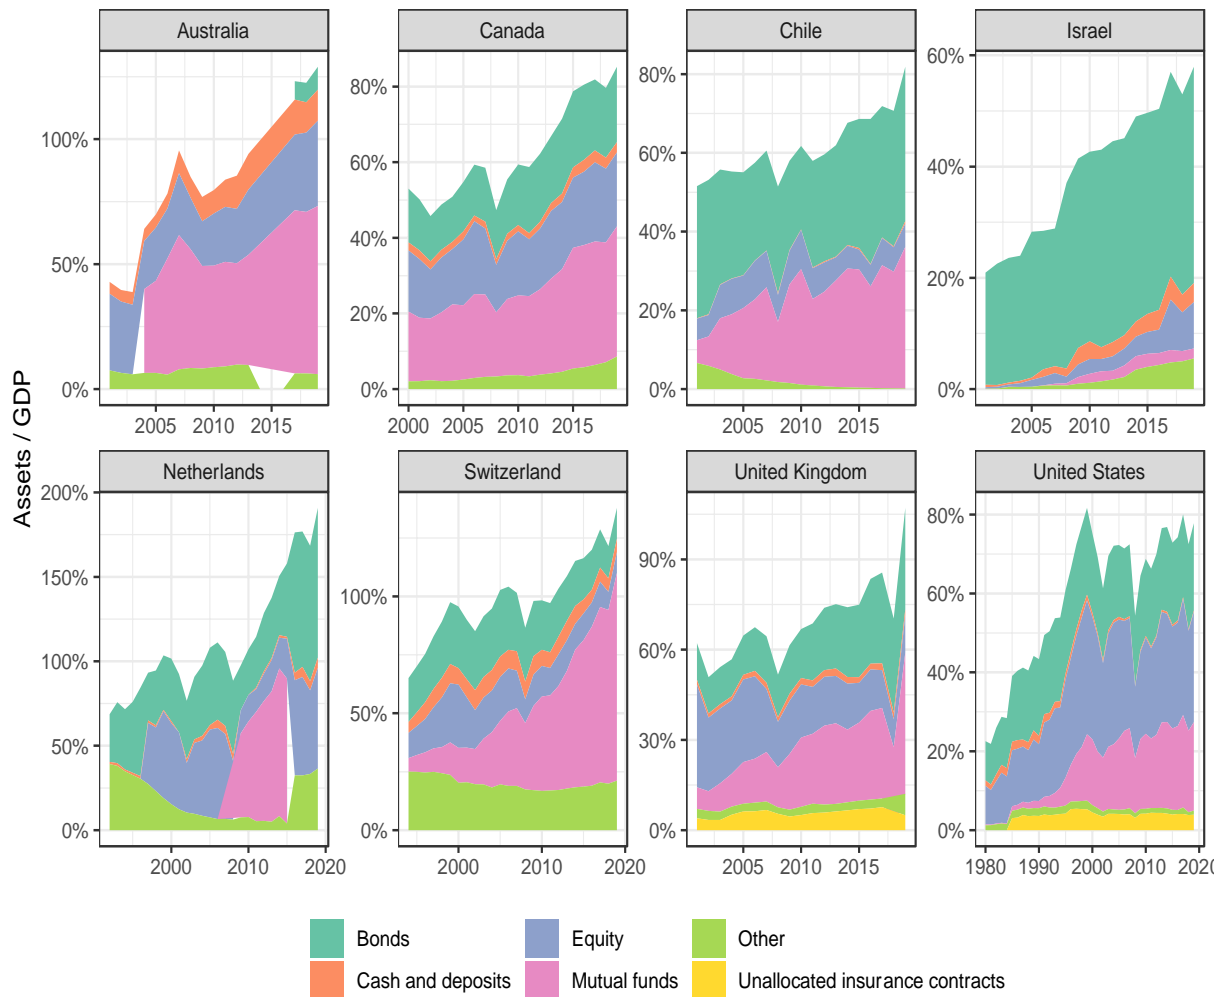 Australia
Canada
Chile
Israel
0%
50%
100%
2005 2010 2015
0%
20%
40%
60%
80%
2000 2005 2010 2015
0%
20%
40%
60%
80%
2005 2010 2015
0%
20%
40%
60%
2005 2010 2015
Assets / GDP
Netherlands
Switzerland
United Kingdom
United States
0%
50%
100%
150%
200%
2000 2010 2020
0%
50%
100%
2000 2010 2020
0%
30%
60%
90%
2005 2010 2015
0%
20%
40%
60%
80%
1980 1990 2000 2010 2020
Bonds
Equity
Other
Cash and deposits
Mutual funds
Unallocated insurance contracts